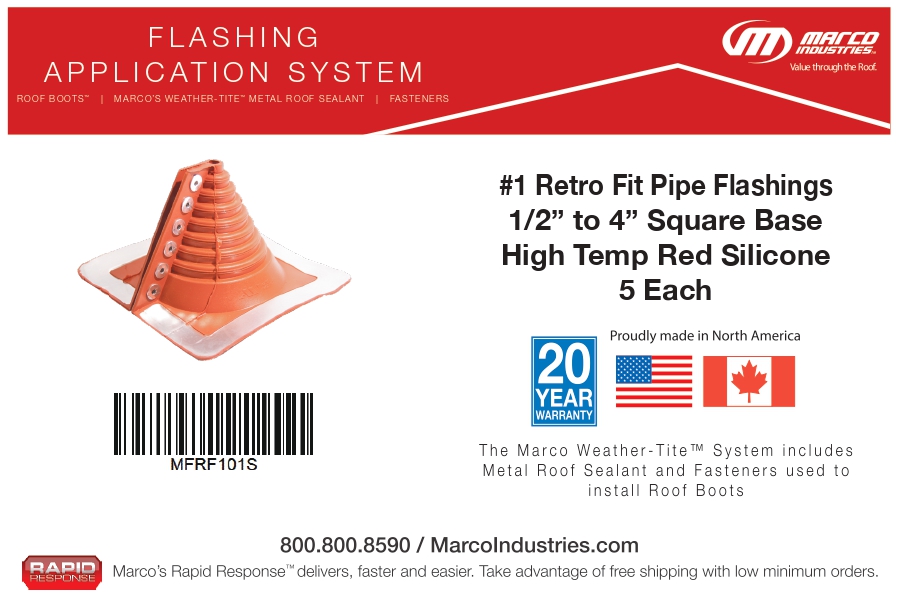 FLASHING
APPLICATION SYSTEM
ROOF BOOTS™ | MARCO'S WEATHER-TITE™ METAL ROOF SEALANT | FASTENERS
MARCO
INDUSTRIES™
Value through the Roof.
#1 Retro Fit Pipe Flashings
1/2” to 4” Square Base
High Temp Red Silicone
5 Each
Proudly made in North America
20
YEAR
WARRANTY
MFRF101S
The Marco Weather-Tite™ System includes
Metal Roof Sealant and Fasteners used to
install Roof Boots
800.800.8590 / MarcoIndustries.com
RAPID
RESPONSE
Marco’s Rapid Response™ delivers, faster and easier. Take advantage of free shipping with low minimum orders.